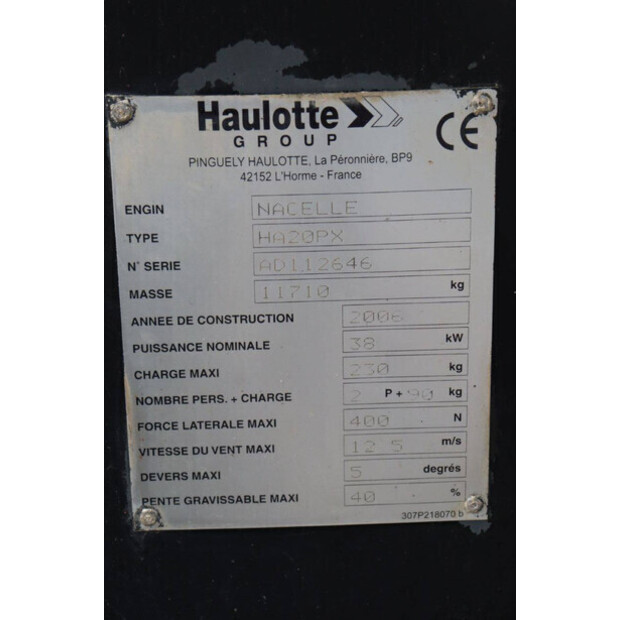 Haulotte
GROUP
CE
PINGUELY HAULOTTE, La Péronnière, BP9
42152 L'Horme - France
ENGIN NACELLE
TYPE HA20PX
N° SERIE AD112646
MASSE 11710 kg
ANNEE DE CONSTRUCTION 2006
PUISSANCE NOMINALE 38 kW
CHARGE MAXI 230 kg
NOMBRE PERS. + CHARGE 2 P + 90 kg
FORCE LATERALE MAXI 400 N
VITESSE DU VENT MAXI 12 5 m/s
DEVERS MAXI 5 degrés
PENTE GRAVISSABLE MAXI 40 %
307P218070 b